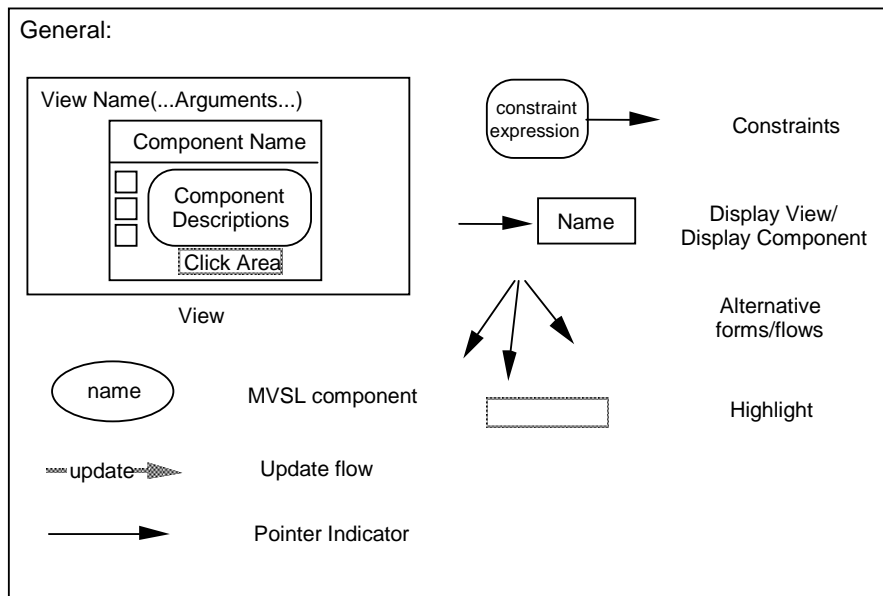 General:
View Name(...Arguments...)
Component Name
Component
Descriptions
Click Area
View
name
MVSL component
update
Update flow
Pointer Indicator
constraint
expression
Constraints
Name
Display View/
Display Component
Alternative
forms/flows
Highlight